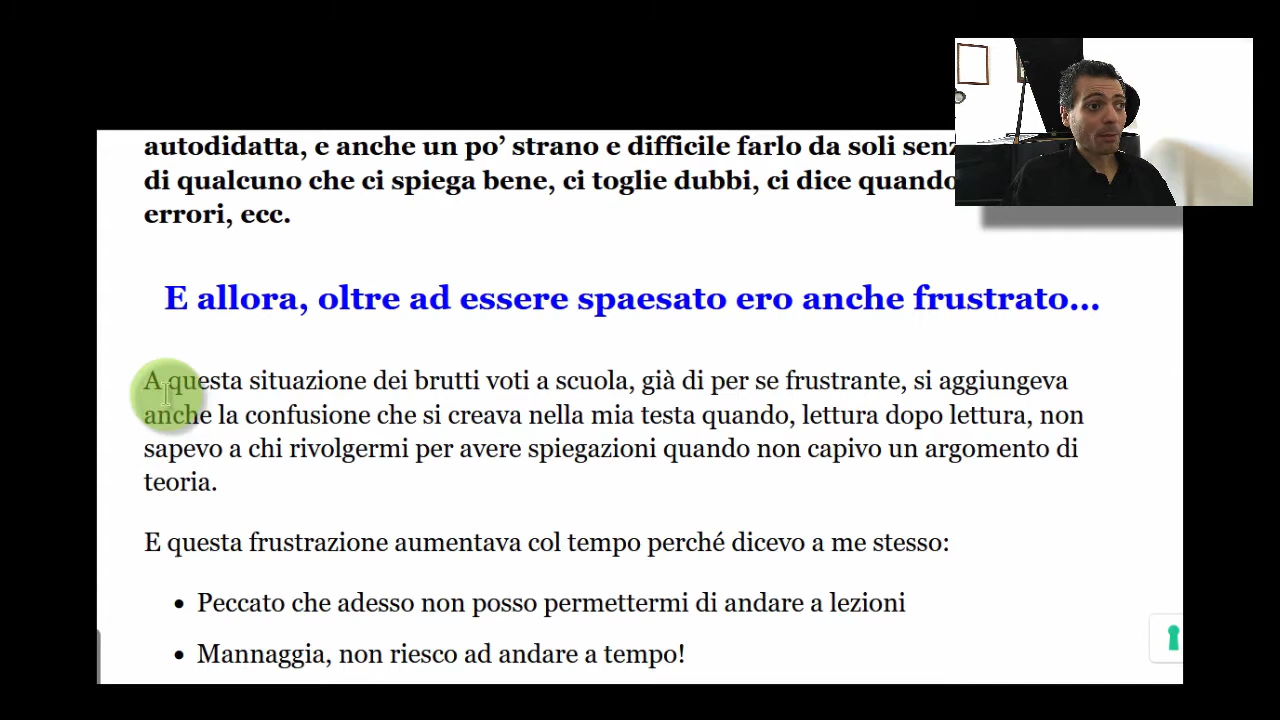 autodidatta, e anche un po’ strano e difficile farlo da soli
di qualcuno che ci spiega bene, ci toglie dubbi, ci dice quando
errori, ecc.
E allora, oltre ad essere spaesato ero anche frustrato...
A questa situazione dei brutti voti a scuola, già di per se frustrante, si aggiungeva
anche la confusione che si creava nella mia testa quando, lettura dopo lettura, non
sapevo a chi rivolgermi per avere spiegazioni quando non capivo un argomento di
teoria.
E questa frustrazione aumentava col tempo perché dicevo a me stesso:
• Peccato che adesso non posso permettermi di andare a lezioni
• Mannaggia, non riesco ad andare a tempo!